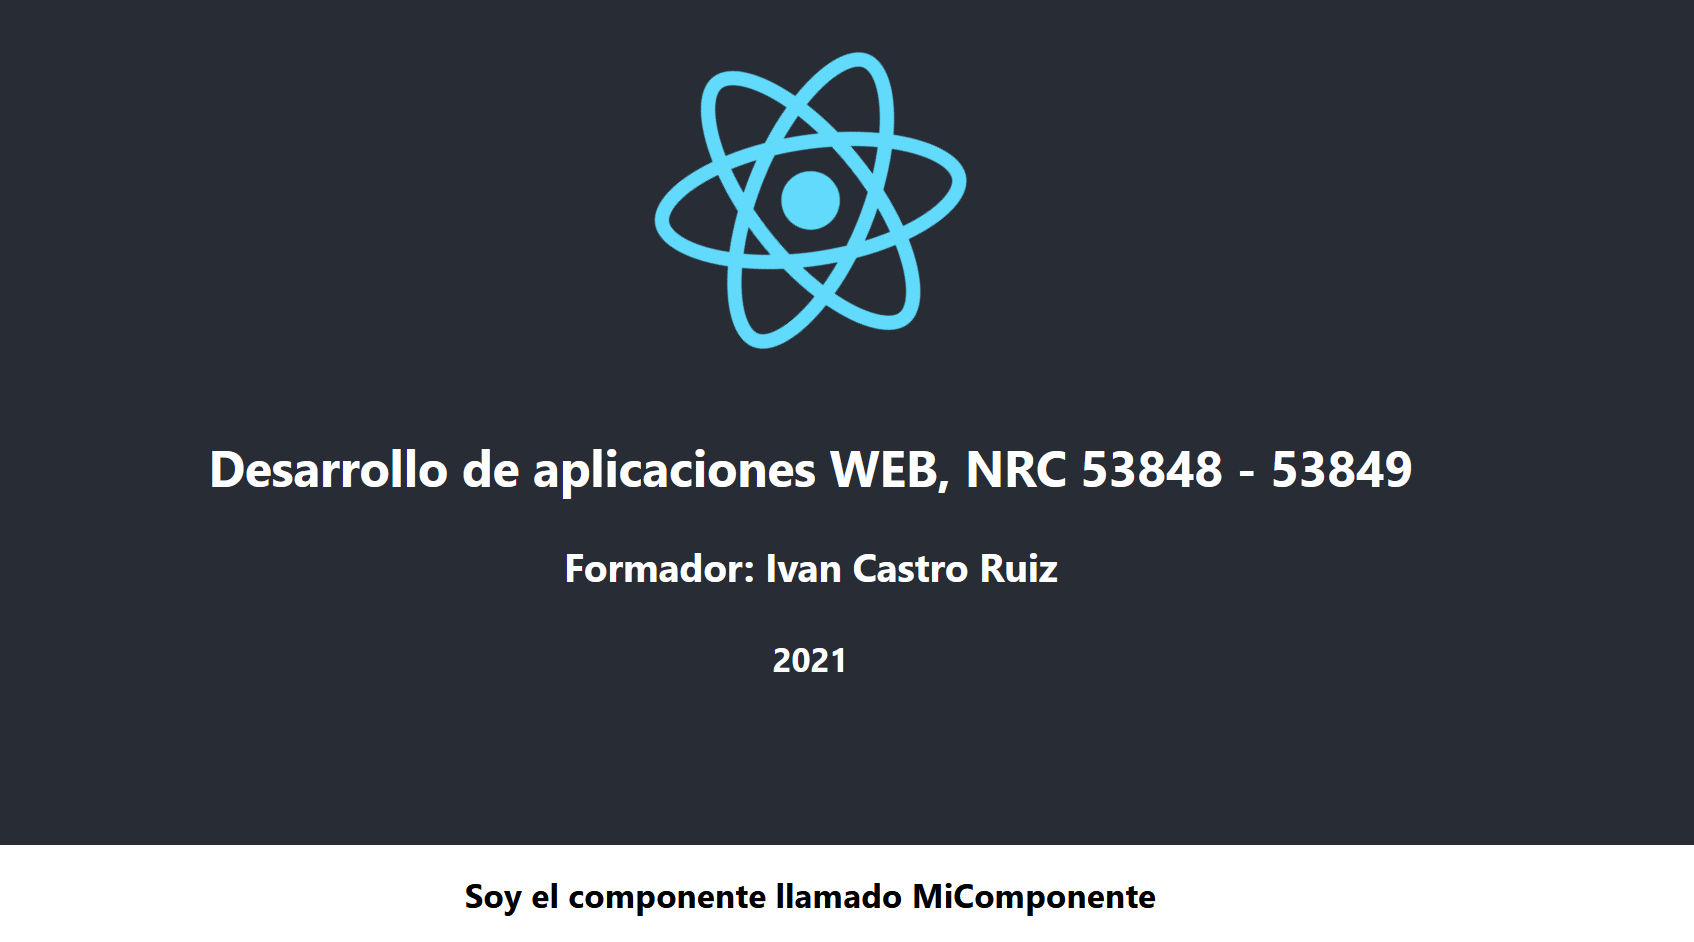 Desarrollo de aplicaciones WEB, NRC 53848 - 53849
Formador: Ivan Castro Ruiz
2021
Soy el componente llamado MiComponente